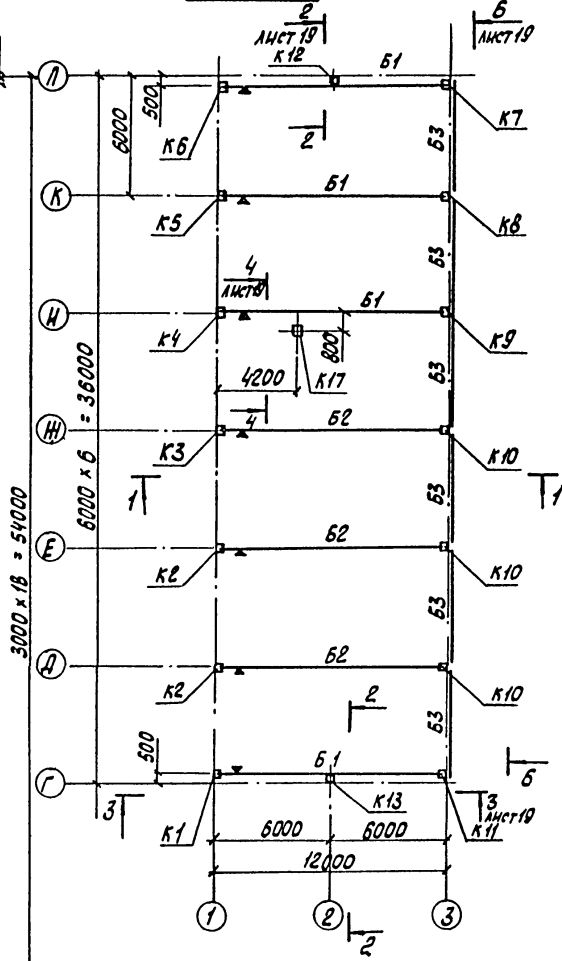 2
ЛИСТ 19
Б
ЛИСТ 19
К12
Б1
Л
500
6000
К6
2
К7
Б3
К
К5
Б1
К8
Б3
4
ЛИСТ 19
И
К4
Б1
К9
800
К17
4200
Б3
Ж
К3
4
Б2
К10
1
1
Б3
Е
К2
Б2
К10
Б3
Д
К2
Б2
К10
2
Б3
500
Г
Б1
Б
3
К1
К13
3
ЛИСТ 19
К11
6000
6000
12000
1
2
3
2
3000 x 18 = 54000
6000 x 6 = 36000